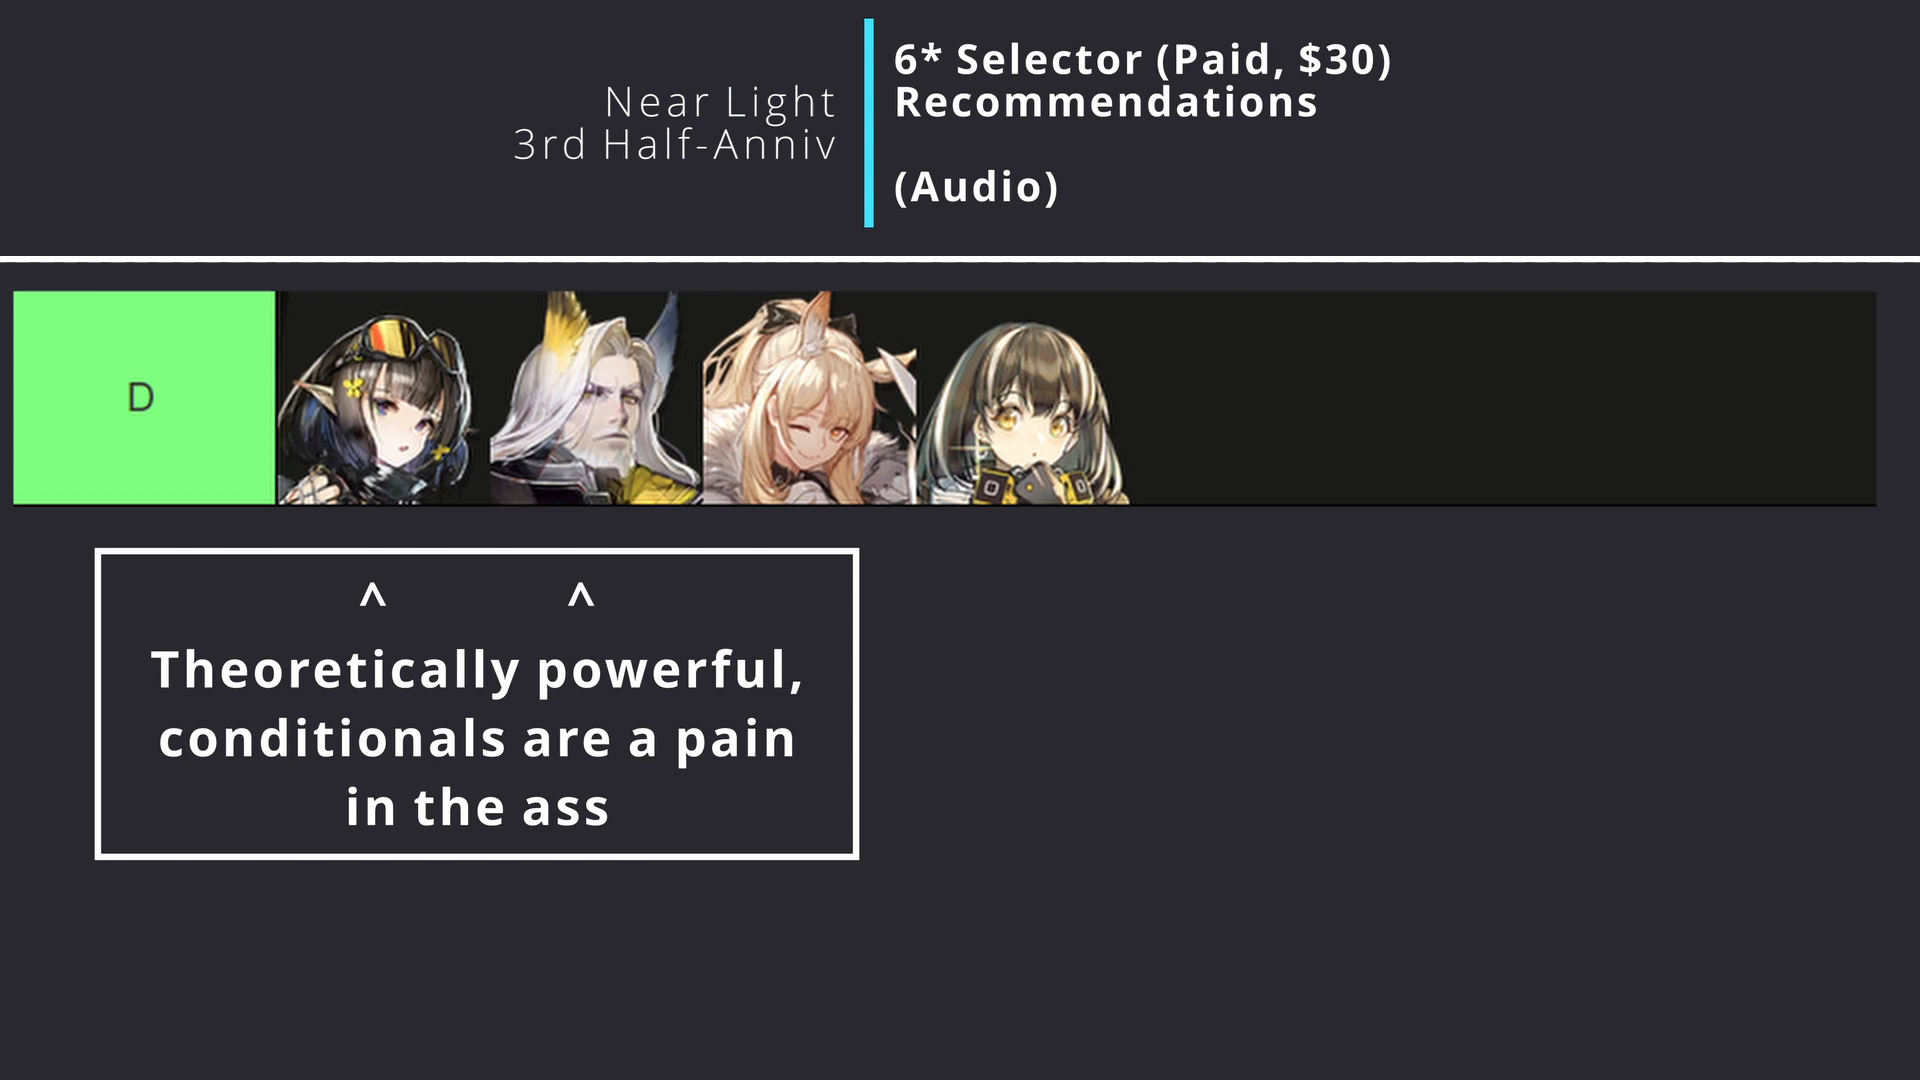 Near Light
3rd Half-Anniv
6* Selector (Paid, $30)
Recommendations
(Audio)
D
^ ^
Theoretically powerful,
conditionals are a pain
in the ass